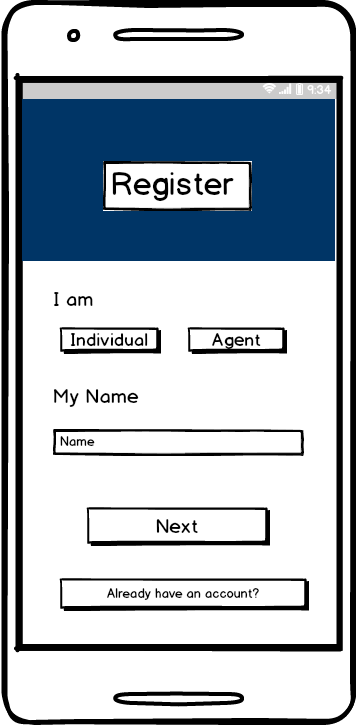 9:34
Register
I am
Individual
Agent
My Name
Name
Next
Already have an account?